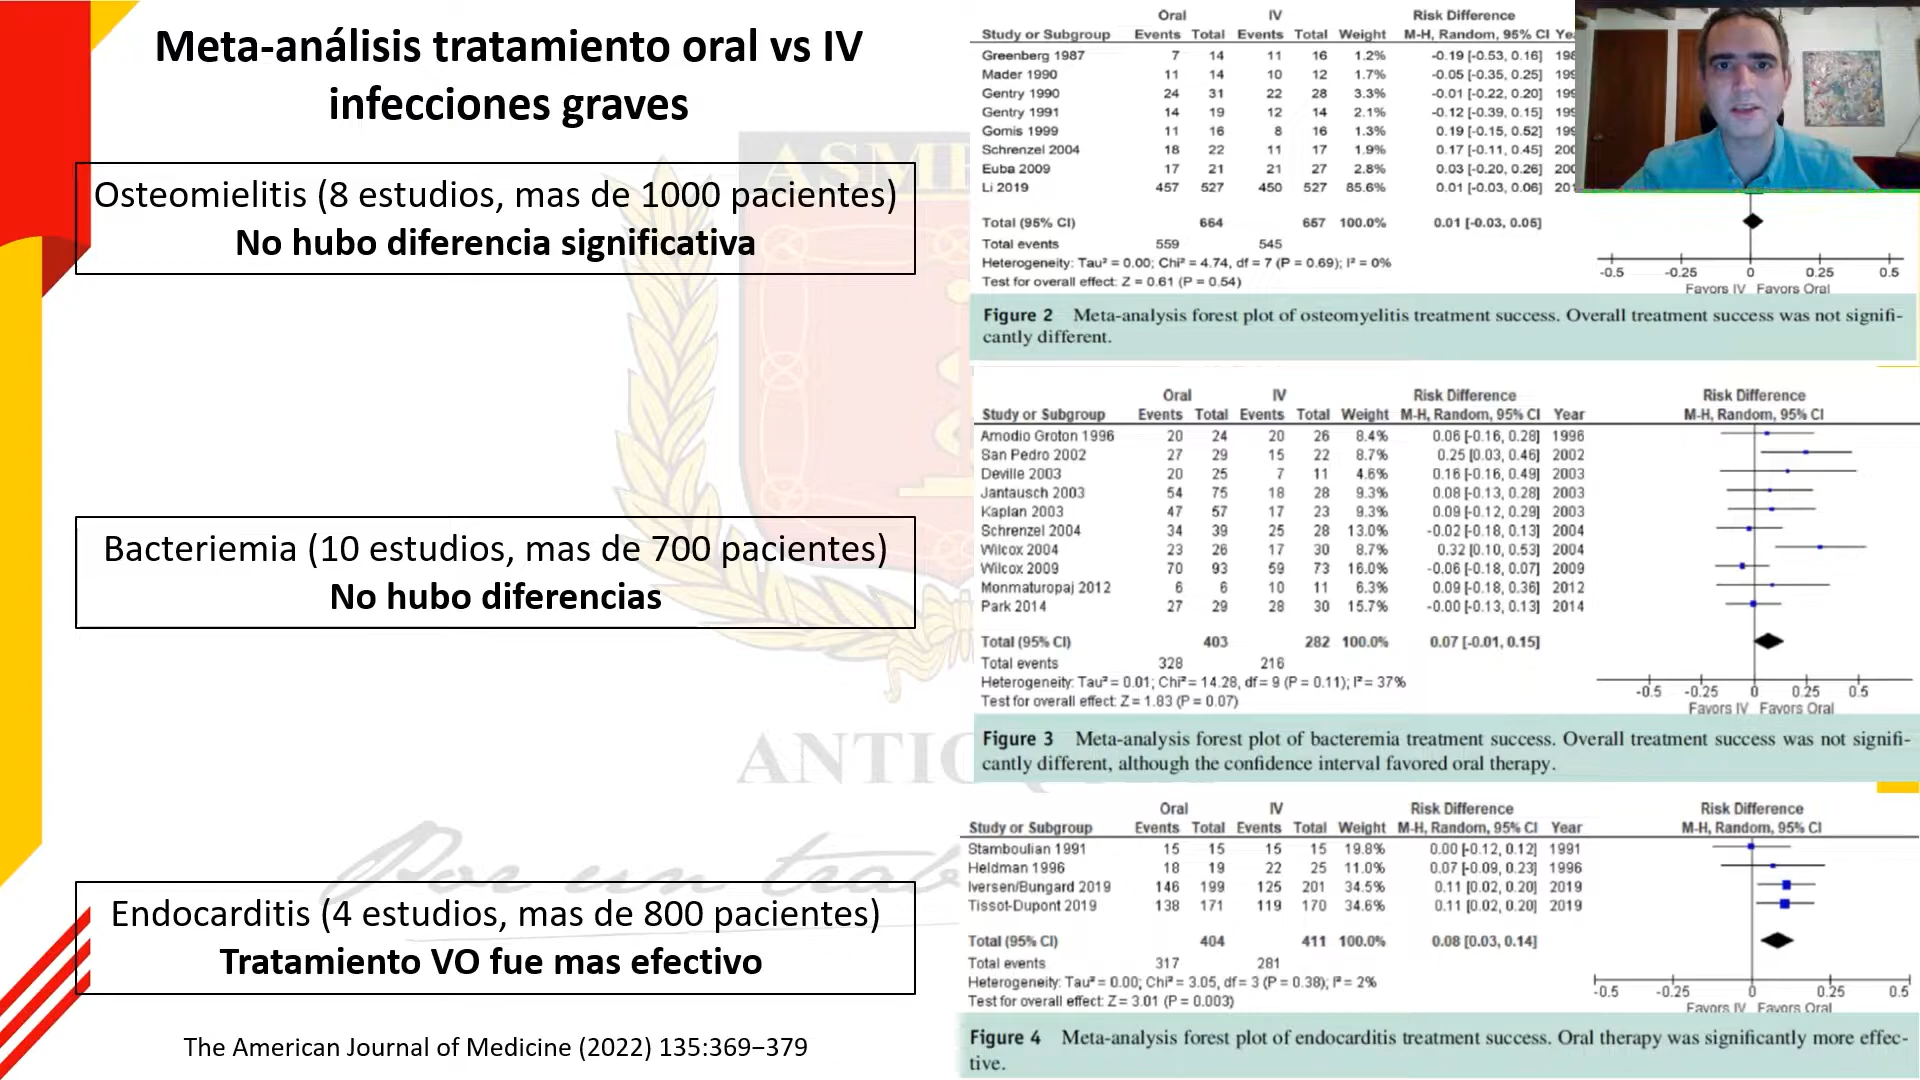 Meta-análisis tratamiento oral vs IV
infecciones graves
Osteomielitis (8 estudios, mas de 1000 pacientes)
No hubo diferencia significativa
Bacteriemia (10 estudios, mas de 700 pacientes)
No hubo diferencias
Endocarditis (4 estudios, mas de 800 pacientes)
Tratamiento VO fue mas efectivo
The American Journal of Medicine (2022) 135:369−379
ASME
ANTIO
Por un trab
Oral IV Risk Difference
Study or Subgroup Events Total Events Total Weight M-H, Random, 95% CI
Greenberg 1987 7 14 11 16 1.2% -0.19 [-0.53, 0.16]
Mader 1990 11 14 10 12 1.7% -0.05 [-0.35, 0.25]
Gentry 1990 24 31 22 28 3.3% -0.01 [-0.22, 0.20]
Gentry 1991 14 19 12 14 2.1% -0.12 [-0.39, 0.15]
Gomis 1999 11 16 8 16 1.3% 0.19 [-0.15, 0.52]
Schrenzel 2004 18 22 11 17 1.9% 0.17 [-0.11, 0.45]
Euba 2009 17 21 21 27 2.8% 0.03 [-0.20, 0.26]
Li 2019 457 527 450 527 85.6% 0.01 [-0.03, 0.06]
Total (95% CI) 664 657 100.0% 0.01 [-0.03, 0.05]
Total events 559 545
Heterogeneity: Tau² = 0.00; Chi² = 4.74, df = 7 (P = 0.69); I² = 0%
Test for overall effect: Z = 0.61 (P = 0.54)
-0.5 -0.25 0 0.25 0.5
Favors IV Favors Oral
Figure 2 Meta-analysis forest plot of osteomyelitis treatment success. Overall treatment success was not signifi-
cantly different.
Oral IV Risk Difference Risk Difference
Study or Subgroup Events Total Events Total Weight M-H, Random, 95% CI Year M-H, Random, 95% CI
Amodio Groton 1996 20 24 20 26 8.4% 0.06 [-0.16, 0.28] 1996
San Pedro 2002 27 29 15 22 8.7% 0.25 [0.03, 0.46] 2002
Deville 2003 20 25 7 11 4.6% 0.16 [-0.16, 0.49] 2003
Jantausch 2003 54 75 18 28 9.3% 0.08 [-0.13, 0.28] 2003
Kaplan 2003 47 57 17 23 9.3% 0.09 [-0.12, 0.29] 2003
Schrenzel 2004 34 39 25 28 13.0% -0.02 [-0.18, 0.13] 2004
Wilcox 2004 23 26 17 30 8.7% 0.32 [0.10, 0.53] 2004
Wilcox 2009 70 93 59 73 16.0% -0.06 [-0.18, 0.07] 2009
Monmaturopaj 2012 6 6 10 11 6.3% 0.09 [-0.18, 0.36] 2012
Park 2014 27 29 28 30 15.7% -0.00 [-0.13, 0.13] 2014
Total (95% CI) 403 282 100.0% 0.07 [-0.01, 0.15]
Total events 328 216
Heterogeneity: Tau² = 0.01; Chi² = 14.28, df = 9 (P = 0.11); I² = 37%
Test for overall effect: Z = 1.83 (P = 0.07)
-0.5 -0.25 0 0.25 0.5
Favors IV Favors Oral
Figure 3 Meta-analysis forest plot of bacteremia treatment success. Overall treatment success was not signifi-
cantly different, although the confidence interval favored oral therapy.
Oral IV Risk Difference Risk Difference
Study or Subgroup Events Total Events Total Weight M-H, Random, 95% CI Year M-H, Random, 95% CI
Stamboulian 1991 15 15 15 15 19.8% 0.00 [-0.12, 0.12] 1991
Heldman 1996 18 19 22 25 11.0% 0.07 [-0.09, 0.23] 1996
Iversen/Bungard 2019 146 199 125 201 34.5% 0.11 [0.02, 0.20] 2019
Tissot-Dupont 2019 138 171 119 170 34.6% 0.11 [0.02, 0.20] 2019
Total (95% CI) 404 411 100.0% 0.08 [0.03, 0.14]
Total events 317 281
Heterogeneity: Tau² = 0.00; Chi² = 3.05, df = 3 (P = 0.38); I² = 2%
Test for overall effect: Z = 3.01 (P = 0.003)
-0.5 -0.25 0 0.25 0.5
Favors IV Favors Oral
Figure 4 Meta-analysis forest plot of endocarditis treatment success. Oral therapy was significantly more effec-
tive.